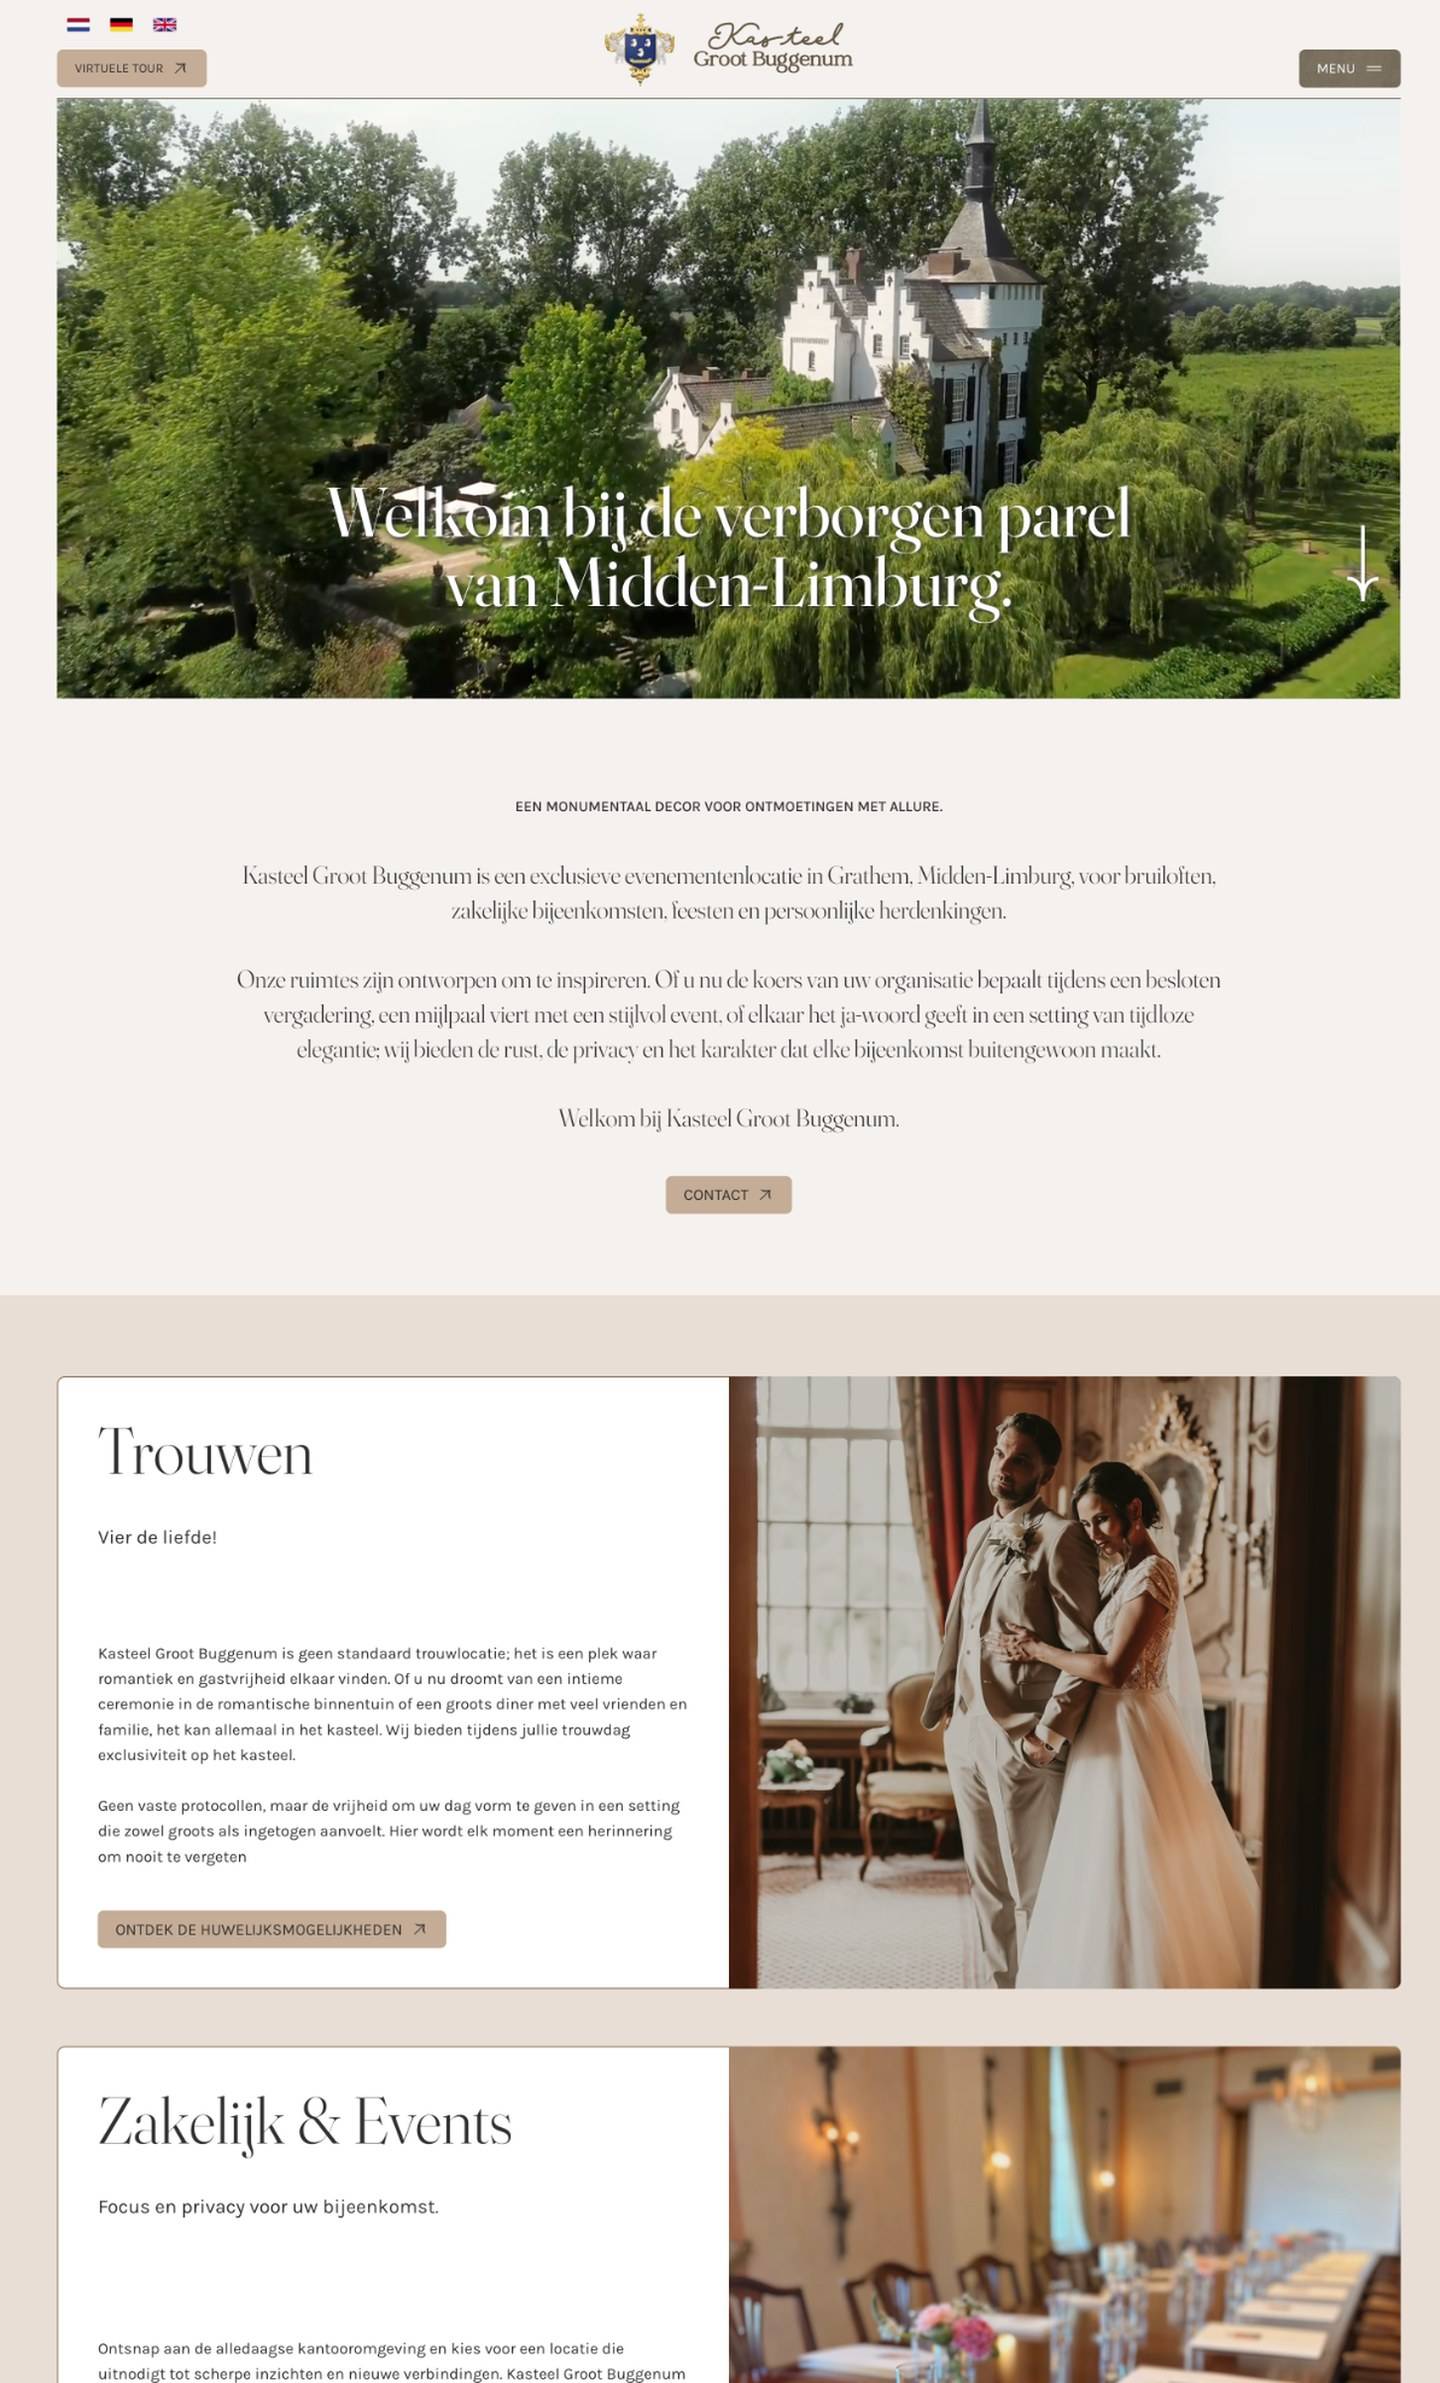 VIRTUELE TOUR
Kasteel
Groot Buggenum
MENU
Welkom bij de verborgen parel
van Midden-Limburg.
EEN MONUMENTAAL DECOR VOOR ONTMOETINGEN MET ALLURE.
Kasteel Groot Buggenum is een exclusieve evenementenlocatie in Grathem, Midden-Limburg, voor bruiloften,
zakelijke bijeenkomsten, feesten en persoonlijke herdenkingen.
Onze ruimtes zijn ontworpen om te inspireren. Of u nu de koers van uw organisatie bepaalt tijdens een besloten
vergadering, een mijlpaal viert met een stijlvol event, of elkaar het ja-woord geeft in een setting van tijdloze
elegantie; wij bieden de rust, de privacy en het karakter dat elke bijeenkomst buitengewoon maakt.
Welkom bij Kasteel Groot Buggenum.
CONTACT
Trouwen
Vier de liefde!
Kasteel Groot Buggenum is geen standaard trouwlocatie; het is een plek waar
romantiek en gastvrijheid elkaar vinden. Of u nu droomt van een intieme
ceremonie in de romantische binnentuin of een groots diner met veel vrienden en
familie, het kan allemaal in het kasteel. Wij bieden tijdens jullie trouwdag
exclusiviteit op het kasteel.
Geen vaste protocollen, maar de vrijheid om uw dag vorm te geven in een setting
die zowel groots als ingetogen aanvoelt. Hier wordt elk moment een herinnering
om nooit te vergeten
ONTDEK DE HUWELIJKSMOGELIJKHEDEN
Zakelijk & Events
Focus en privacy voor uw bijeenkomst.
Ontsnap aan de alledaagse kantooromgeving en kies voor een locatie die
uitnodigt tot scherpe inzichten en nieuwe verbindingen. Kasteel Groot Buggenum